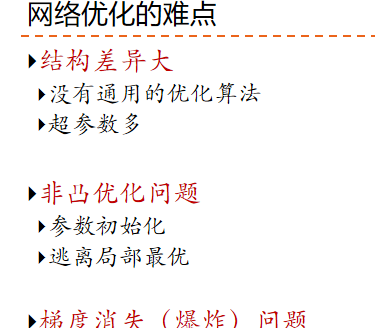 网络优化的难点
结构差异大
没有通用的优化算法
超参数多
非凸优化问题
参数初始化
逃离局部最优
梯度消失（爆炸）问题